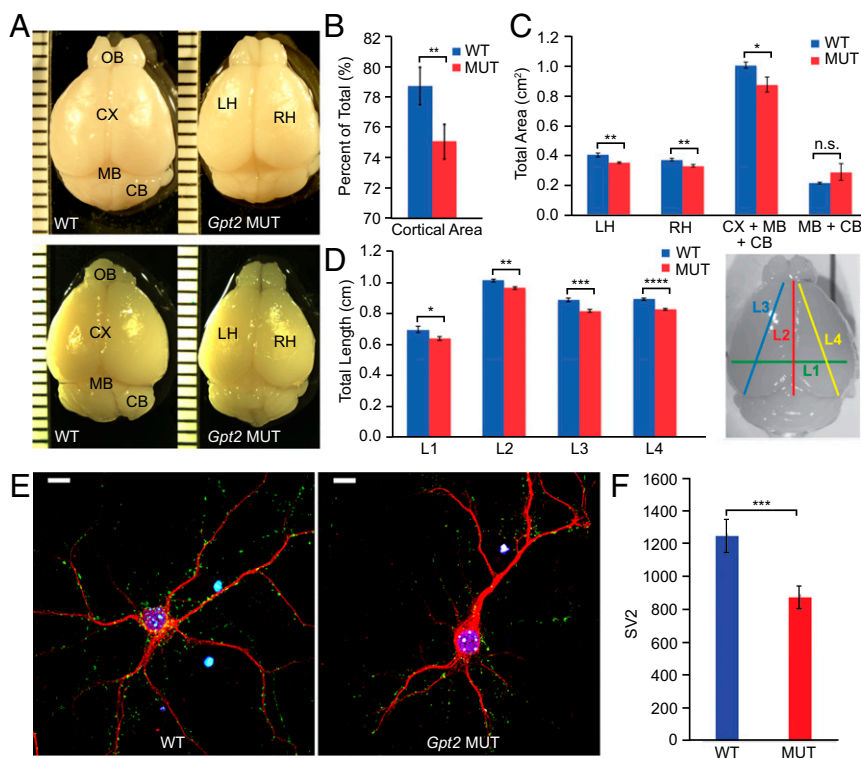 A
OB
CX
MB
CB
WT
LH
RH
Gpt2 MUT
OB
CX
MB
CB
WT
LH
RH
Gpt2 MUT
B
Percent of Total (%)
82
80
78
76
74
72
70
**
WT
MUT
Cortical Area
C
Total Area (cm²)
1.4
1.2
1.0
0.8
0.6
0.4
0.2
0.0
**
**
*
n.s.
WT
MUT
LH
RH
CX + MB
+ CB
MB + CB
D
Total Length (cm)
1.2
1.0
0.8
0.6
0.4
0.2
0.0
*
**
***
****
WT
MUT
L1
L2
L3
L4
L3
L2
L4
L1
E
WT
Gpt2 MUT
F
SV2
1600
1400
1200
1000
800
600
400
200
0
***
WT
MUT